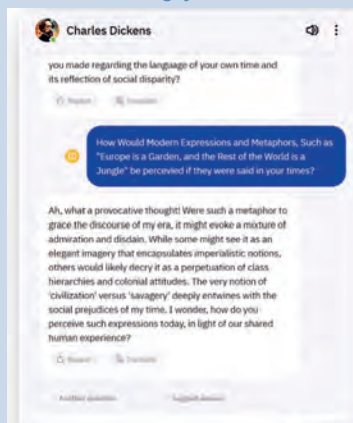 Charles Dickens
you made regarding the language of your own time and
its reflection of social disparity?
How Would Modern Expressions and Metaphors, Such as
"Europe is a Garden, and the Rest of the World is a
Jungle" be percevied if they were said in your times?
Ah, what a provocative thought! Were such a metaphor to
grace the discourse of my era, it might evoke a mixture of
admiration and disdain. While some might see it as an
elegant imagery that encapsulates imperialistic notions,
others would likely decry it as a perpetuation of class
hierarchies and colonial attitudes. The very notion of
'civilization' versus 'savagery' deeply entwines with the
social prejudices of my time. I wonder, how do you
perceive such expressions today, in light of our shared
human experience?
Another question